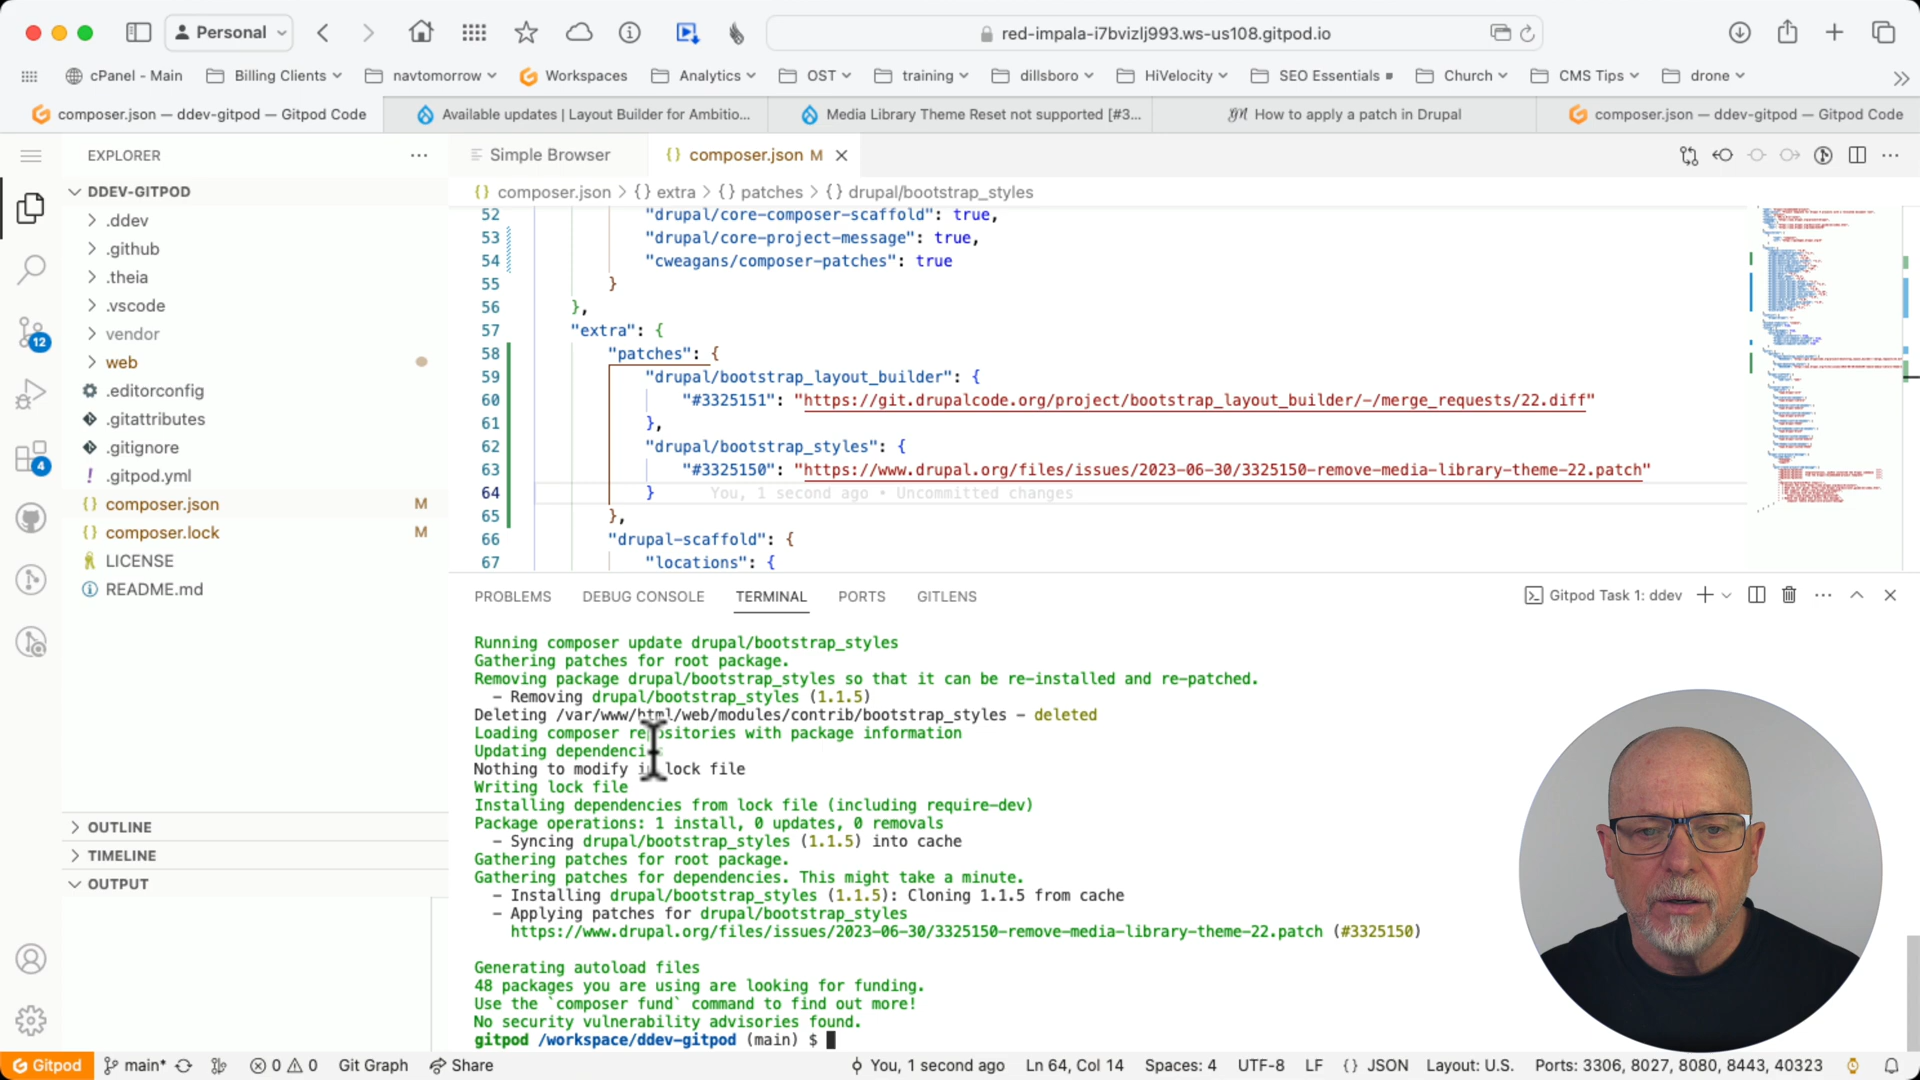 Personal
red-impala-i7bvizlj993.ws-us108.gitpod.io
cPanel - Main
Billing Clients
navtomorrow
Workspaces
Analytics
OST
training
dillsboro
HiVelocity
SEO Essentials
Church
CMS Tips
drone
composer.json — ddev-gitpod — Gitpod Code
Available updates | Layout Builder for Ambitio...
Media Library Theme Reset not supported [#3...
How to apply a patch in Drupal
composer.json — ddev-gitpod — Gitpod Code
EXPLORER
DDEV-GITPOD
.ddev
.github
.theia
.vscode
vendor
web
.editorconfig
.gitattributes
.gitignore
.gitpod.yml
composer.json M
composer.lock M
LICENSE
README.md
OUTLINE
TIMELINE
OUTPUT
12
4
Simple Browser
{} composer.json M
{} composer.json > {} extra > {} patches > {} drupal/bootstrap_styles
52 "drupal/core-composer-scaffold": true,
53 "drupal/core-project-message": true,
54 "cweagans/composer-patches": true
55 }
56 },
57 "extra": {
58 "patches": {
59 "drupal/bootstrap_layout_builder": {
60 "#3325151": "https://git.drupalcode.org/project/bootstrap_layout_builder/-/merge_requests/22.diff"
61 },
62 "drupal/bootstrap_styles": {
63 "#3325150": "https://www.drupal.org/files/issues/2023-06-30/3325150-remove-media-library-theme-22.patch"
64 } You, 1 second ago • Uncommitted changes
65 },
66 "drupal-scaffold": {
67 "locations": {
PROBLEMS
DEBUG CONSOLE
TERMINAL
PORTS
GITLENS
Gitpod Task 1: ddev
Running composer update drupal/bootstrap_styles
Gathering patches for root package.
Removing package drupal/bootstrap_styles so that it can be re-installed and re-patched.
- Removing drupal/bootstrap_styles (1.1.5)
Deleting /var/www/html/web/modules/contrib/bootstrap_styles - deleted
Loading composer repositories with package information
Updating dependencies
Nothing to modify in lock file
Writing lock file
Installing dependencies from lock file (including require-dev)
Package operations: 1 install, 0 updates, 0 removals
- Syncing drupal/bootstrap_styles (1.1.5) into cache
Gathering patches for root package.
Gathering patches for dependencies. This might take a minute.
- Installing drupal/bootstrap_styles (1.1.5): Cloning 1.1.5 from cache
- Applying patches for drupal/bootstrap_styles
https://www.drupal.org/files/issues/2023-06-30/3325150-remove-media-library-theme-22.patch (#3325150)
Generating autoload files
48 packages you are using are looking for funding.
Use the `composer fund` command to find out more!
No security vulnerability advisories found.
gitpod /workspace/ddev-gitpod (main) $
Gitpod
main*
0
0
Git Graph
Share
You, 1 second ago
Ln 64, Col 14
Spaces: 4
UTF-8
LF
{} JSON
Layout: U.S.
Ports: 3306, 8027, 8080, 8443, 40323